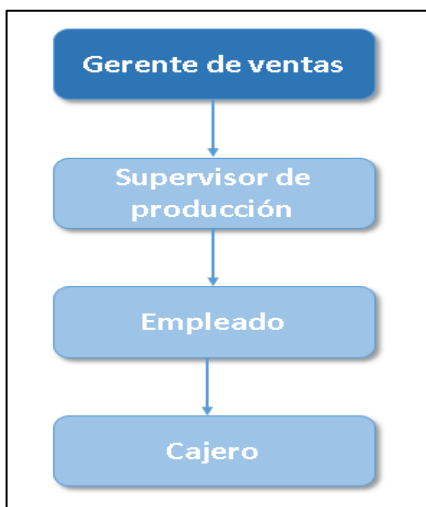 Gerente de ventas
Supervisor de
producción
Empleado
Cajero